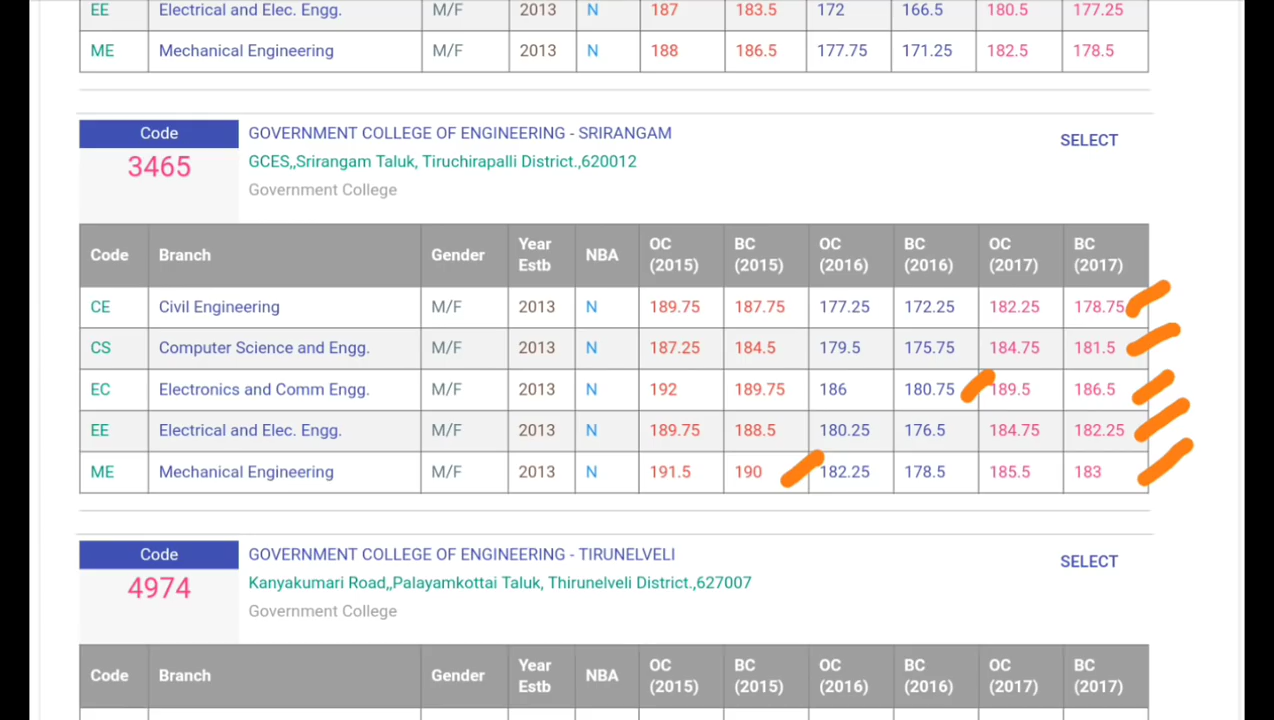 EE Electrical and Elec. Engg. M/F 2013 N 187 183.5 172 166.5 180.5 177.25
ME Mechanical Engineering M/F 2013 N 188 186.5 177.75 171.25 182.5 178.5
Code GOVERNMENT COLLEGE OF ENGINEERING - SRIRANGAM SELECT
3465 GCES,,Srirangam Taluk, Tiruchirapalli District.,620012
Government College
Code Branch Gender Year Estb NBA OC (2015) BC (2015) OC (2016) BC (2016) OC (2017) BC (2017)
CE Civil Engineering M/F 2013 N 189.75 187.75 177.25 172.25 182.25 178.75
CS Computer Science and Engg. M/F 2013 N 187.25 184.5 179.5 175.75 184.75 181.5
EC Electronics and Comm Engg. M/F 2013 N 192 189.75 186 180.75 189.5 186.5
EE Electrical and Elec. Engg. M/F 2013 N 189.75 188.5 180.25 176.5 184.75 182.25
ME Mechanical Engineering M/F 2013 N 191.5 190 182.25 178.5 185.5 183
Code GOVERNMENT COLLEGE OF ENGINEERING - TIRUNELVELI SELECT
4974 Kanyakumari Road,,Palayamkottai Taluk, Thirunelveli District.,627007
Government College
Code Branch Gender Year Estb NBA OC (2015) BC (2015) OC (2016) BC (2016) OC (2017) BC (2017)